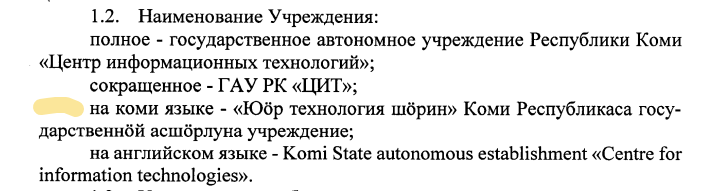 1.2. Наименование Учреждения:
полное - государственное автономное учреждение Республики Коми
«Центр информационных технологий»;
сокращенное - ГАУ РК «ЦИТ»;
на коми языке - «Юӧр технология шӧрин» Коми Республикаса госу-
дарственнӧй асшӧрлуна учреждение;
на английском языке - Komi State autonomous establishment «Centre for
information technologies».